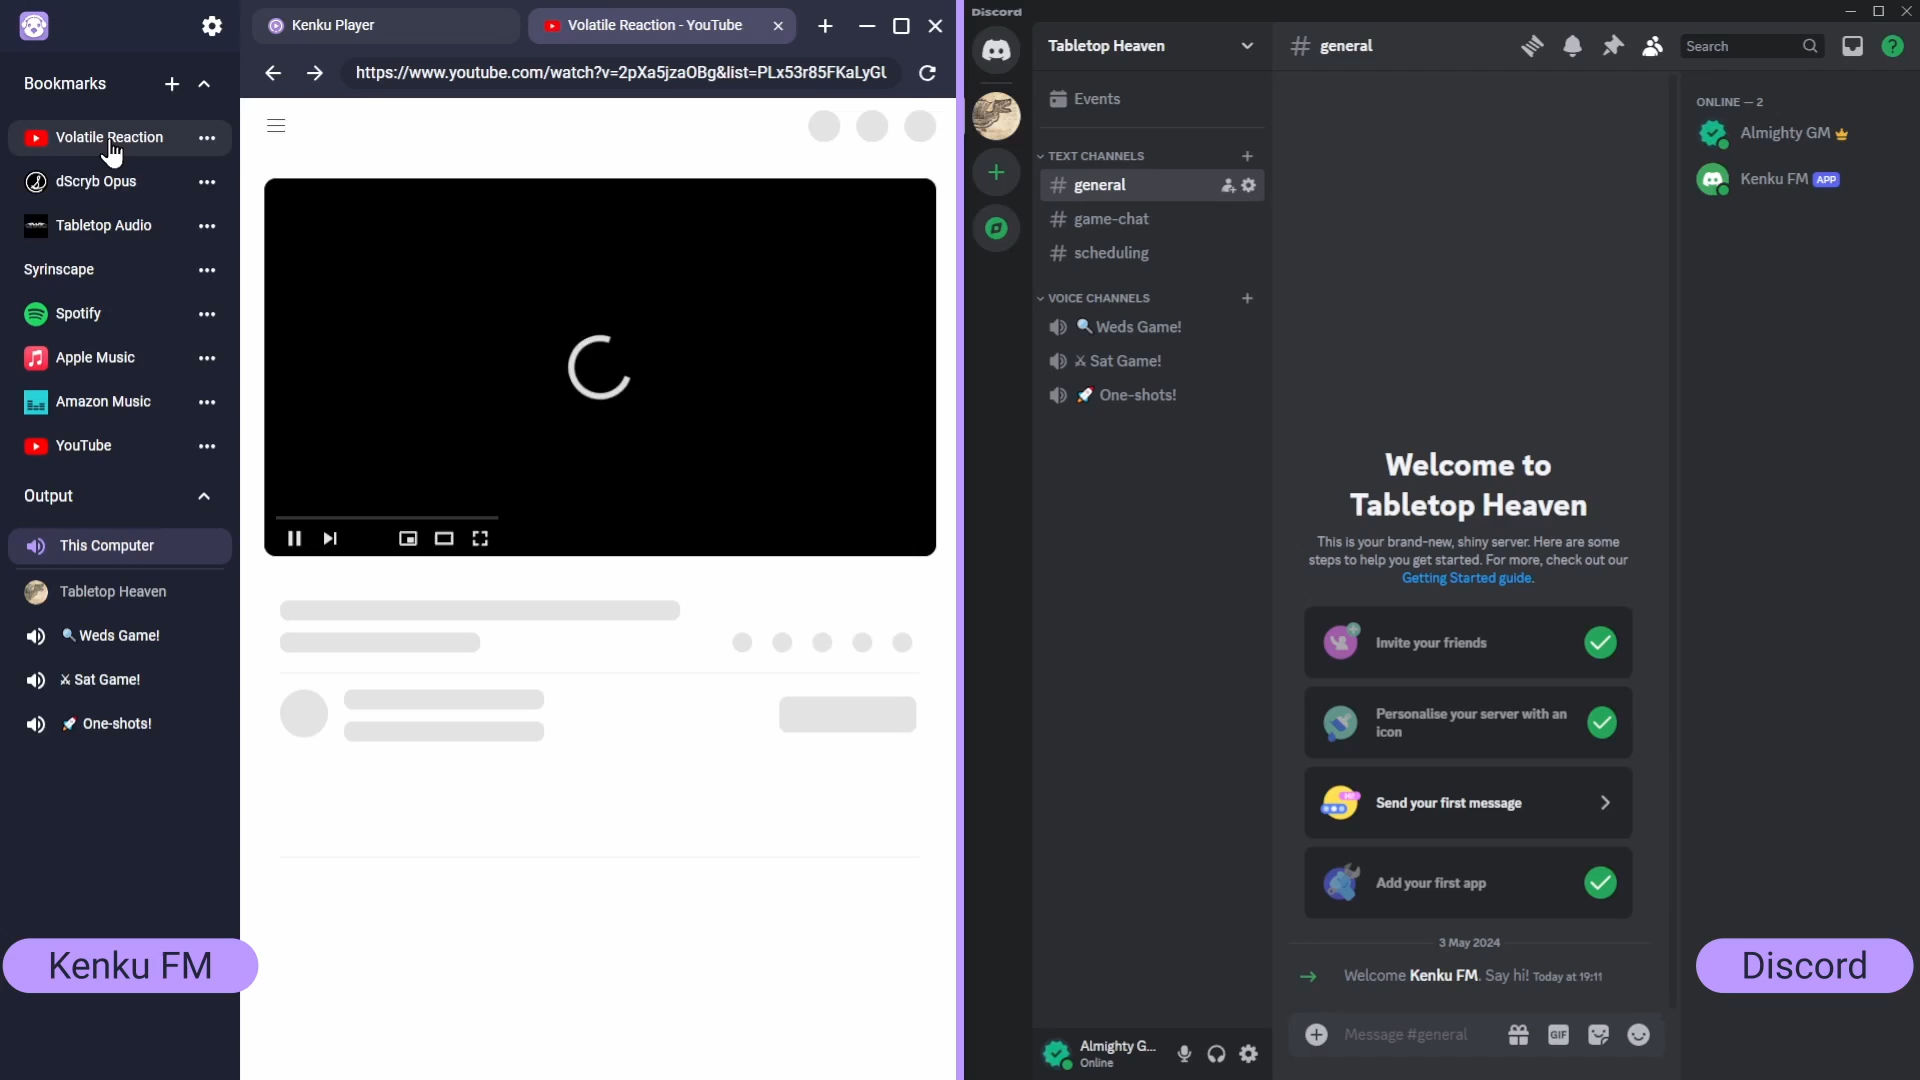 Kenku Player
Volatile Reaction - YouTube
https://www.youtube.com/watch?v=2pXa5jzaOBg&list=PLx53r85FKaLyGl
Bookmarks
Volatile Reaction
dScryb Opus
Tabletop Audio
Syrinscape
Spotify
Apple Music
Amazon Music
YouTube
Output
This Computer
Tabletop Heaven
Weds Game!
Sat Game!
One-shots!
Kenku FM
Discord
Tabletop Heaven
Events
TEXT CHANNELS
# general
# game-chat
# scheduling
VOICE CHANNELS
Weds Game!
Sat Game!
One-shots!
Almighty G...
Online
# general
Search
Welcome to
Tabletop Heaven
This is your brand-new, shiny server. Here are some
steps to help you get started. For more, check out our
Getting Started guide.
Invite your friends
Personalise your server with an
icon
Send your first message
Add your first app
3 May 2024
Welcome Kenku FM. Say hi! Today at 19:11
Message #general
GIF
ONLINE — 2
Almighty GM
Kenku FM APP
Discord